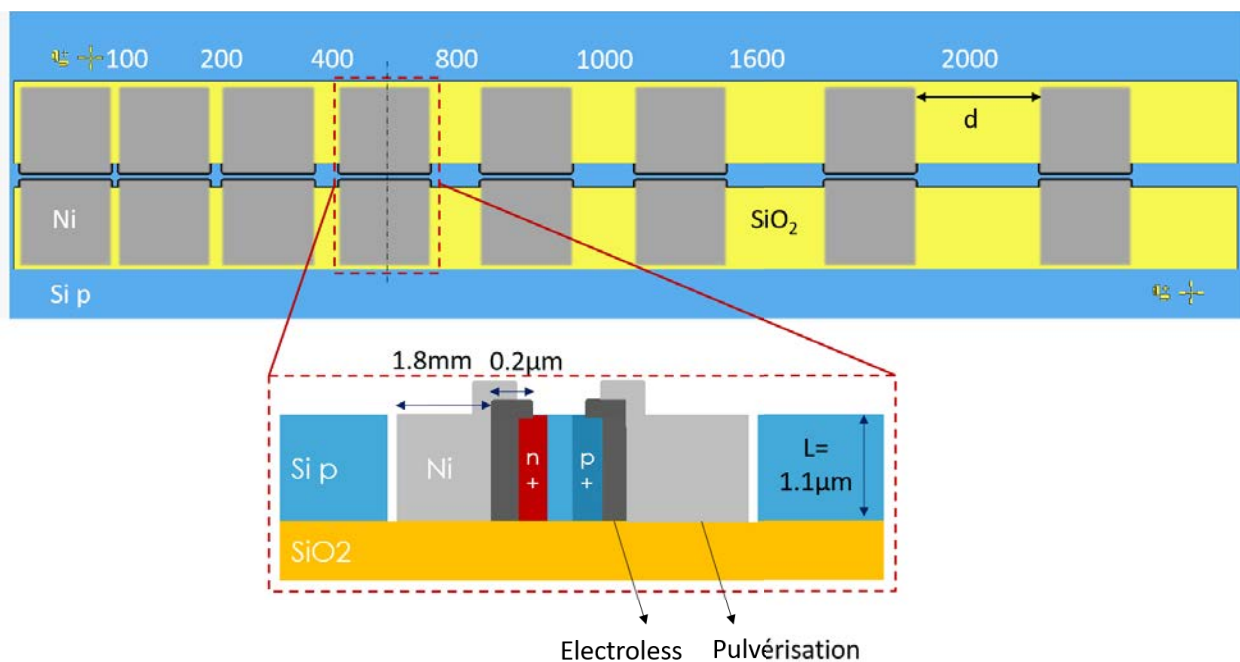 100 200 400 800 1000 1600 2000
d
Ni
SiO₂
Si p
1.8mm 0.2µm
Si p
Ni
n
+
p
+
L=
1.1µm
SiO2
Electroless Pulvérisation